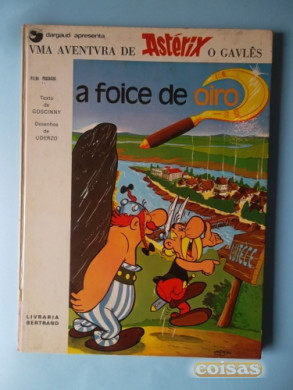 dargaud apresenta
VMA AVENTVRA DE Astérix O GAVLÊS
a foice de oiro
Texto
de
GOSCINNY
Desenhos
de
UDERZO
LIVRARIA
BERTRAND
LUTECE
coisas